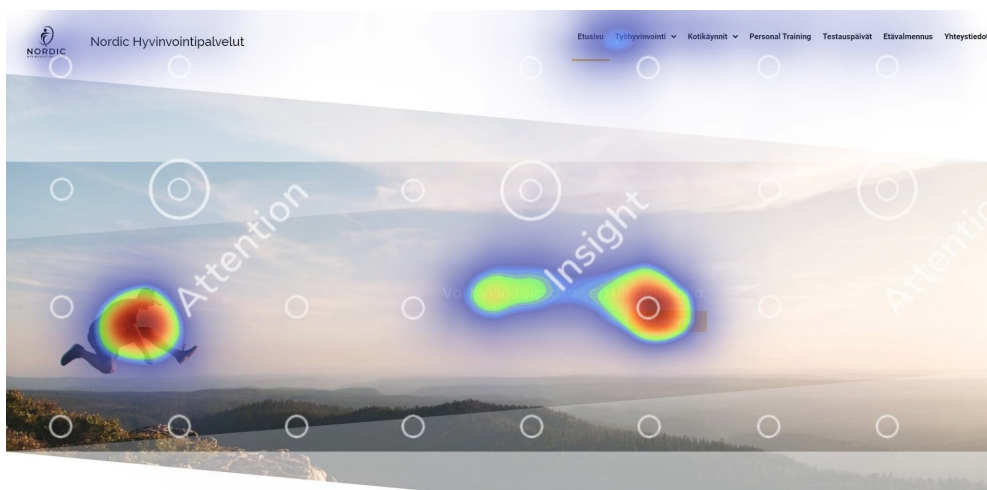 NORDIC
Nordic Hyvinvointipalvelut
Etusivu Työhyvinvointi Kotikäynnit Personal Training Testauspäivät Etävalmennus Yhteystiedot
Attention
Insight
Attention